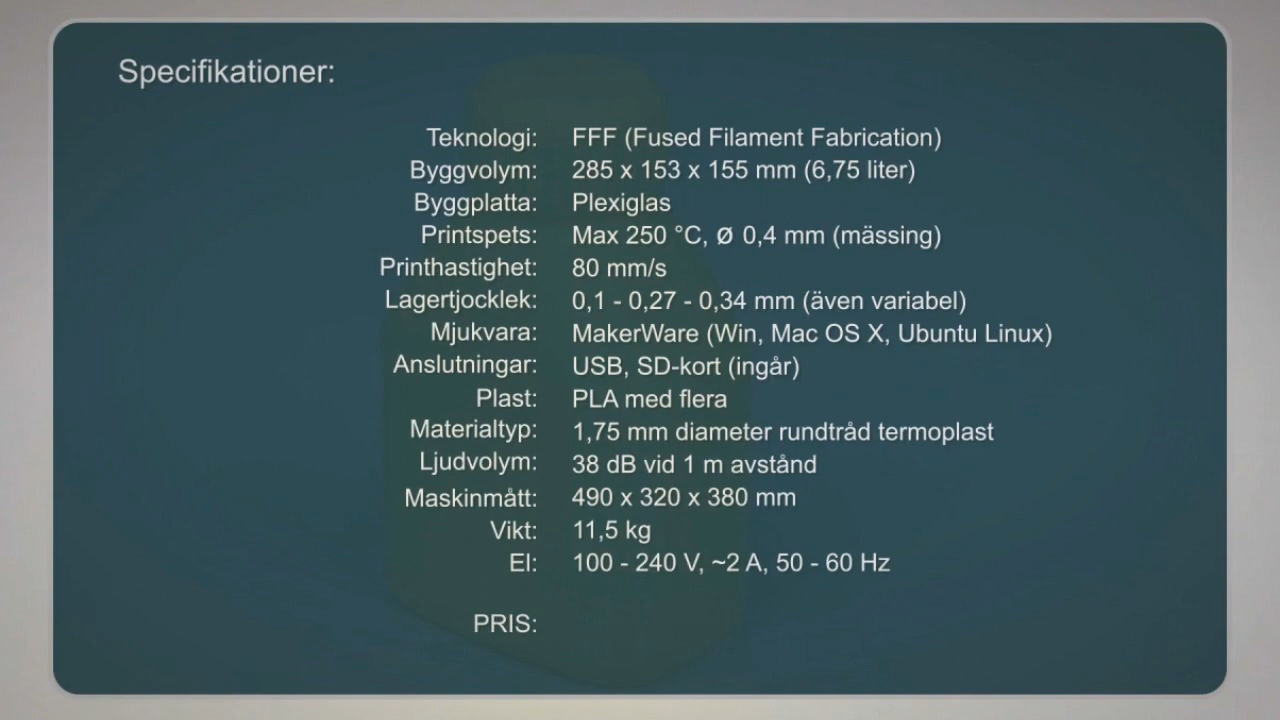 Specifikationer:
Teknologi: FFF (Fused Filament Fabrication)
Byggvolym: 285 x 153 x 155 mm (6,75 liter)
Byggplatta: Plexiglas
Printspets: Max 250 °C, ø 0,4 mm (mässing)
Printhastighet: 80 mm/s
Lagertjocklek: 0,1 - 0,27 - 0,34 mm (även variabel)
Mjukvara: MakerWare (Win, Mac OS X, Ubuntu Linux)
Anslutningar: USB, SD-kort (ingår)
Plast: PLA med flera
Materialtyp: 1,75 mm diameter rundtråd termoplast
Ljudvolym: 38 dB vid 1 m avstånd
Maskinmått: 490 x 320 x 380 mm
Vikt: 11,5 kg
El: 100 - 240 V, ~2 A, 50 - 60 Hz
PRIS: